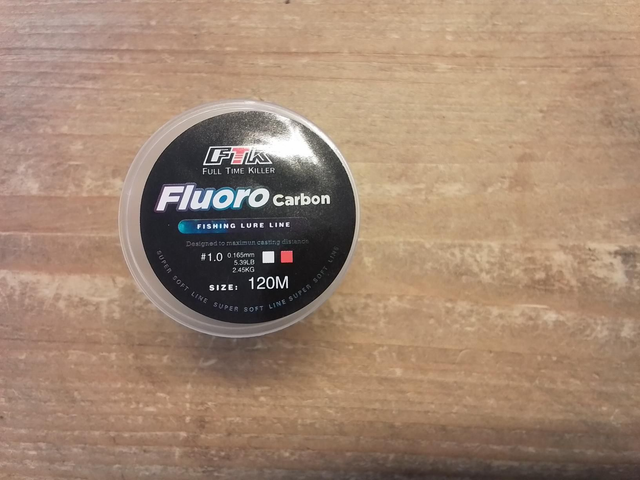 FTK
FULL TIME KILLER
Fluoro Carbon
FISHING LURE LINE
Designed to maximun casting distance
#1.0 0.165mm
5.39LB
2.45KG
SIZE: 120M
SUPER SOFT LINE SUPER SOFT LINE SUPER SOFT LINE